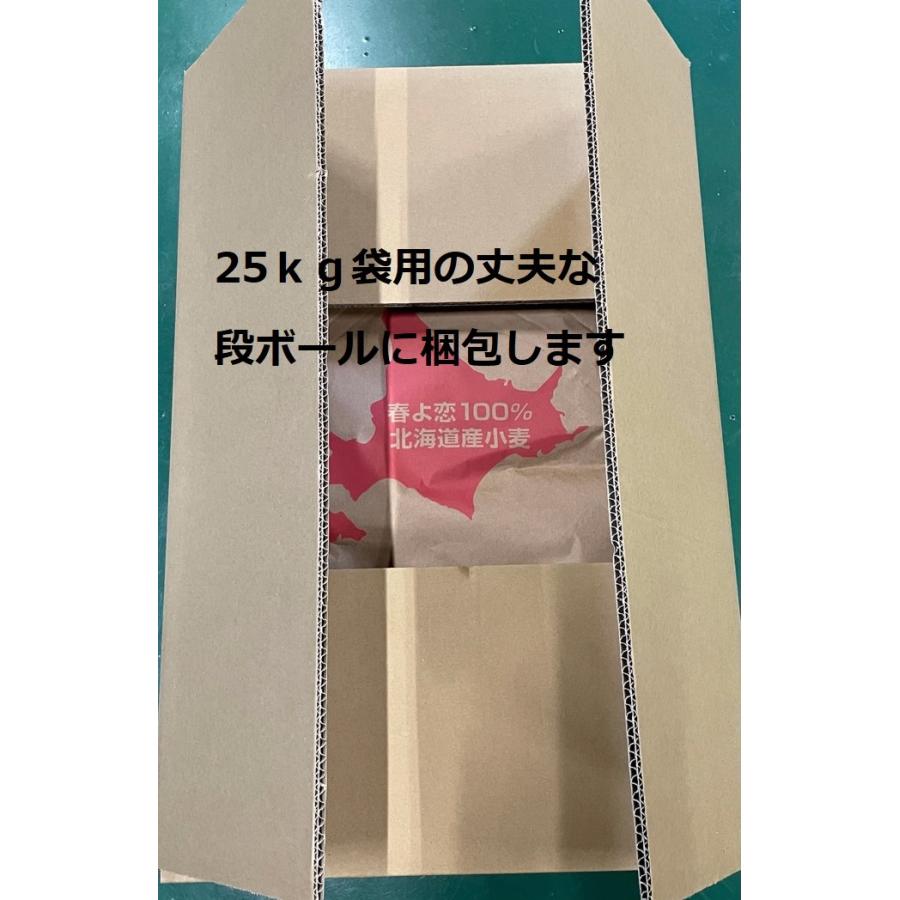 25ｋｇ袋用の丈夫な
段ボールに梱包します
春よ恋100%
北海道産小麦